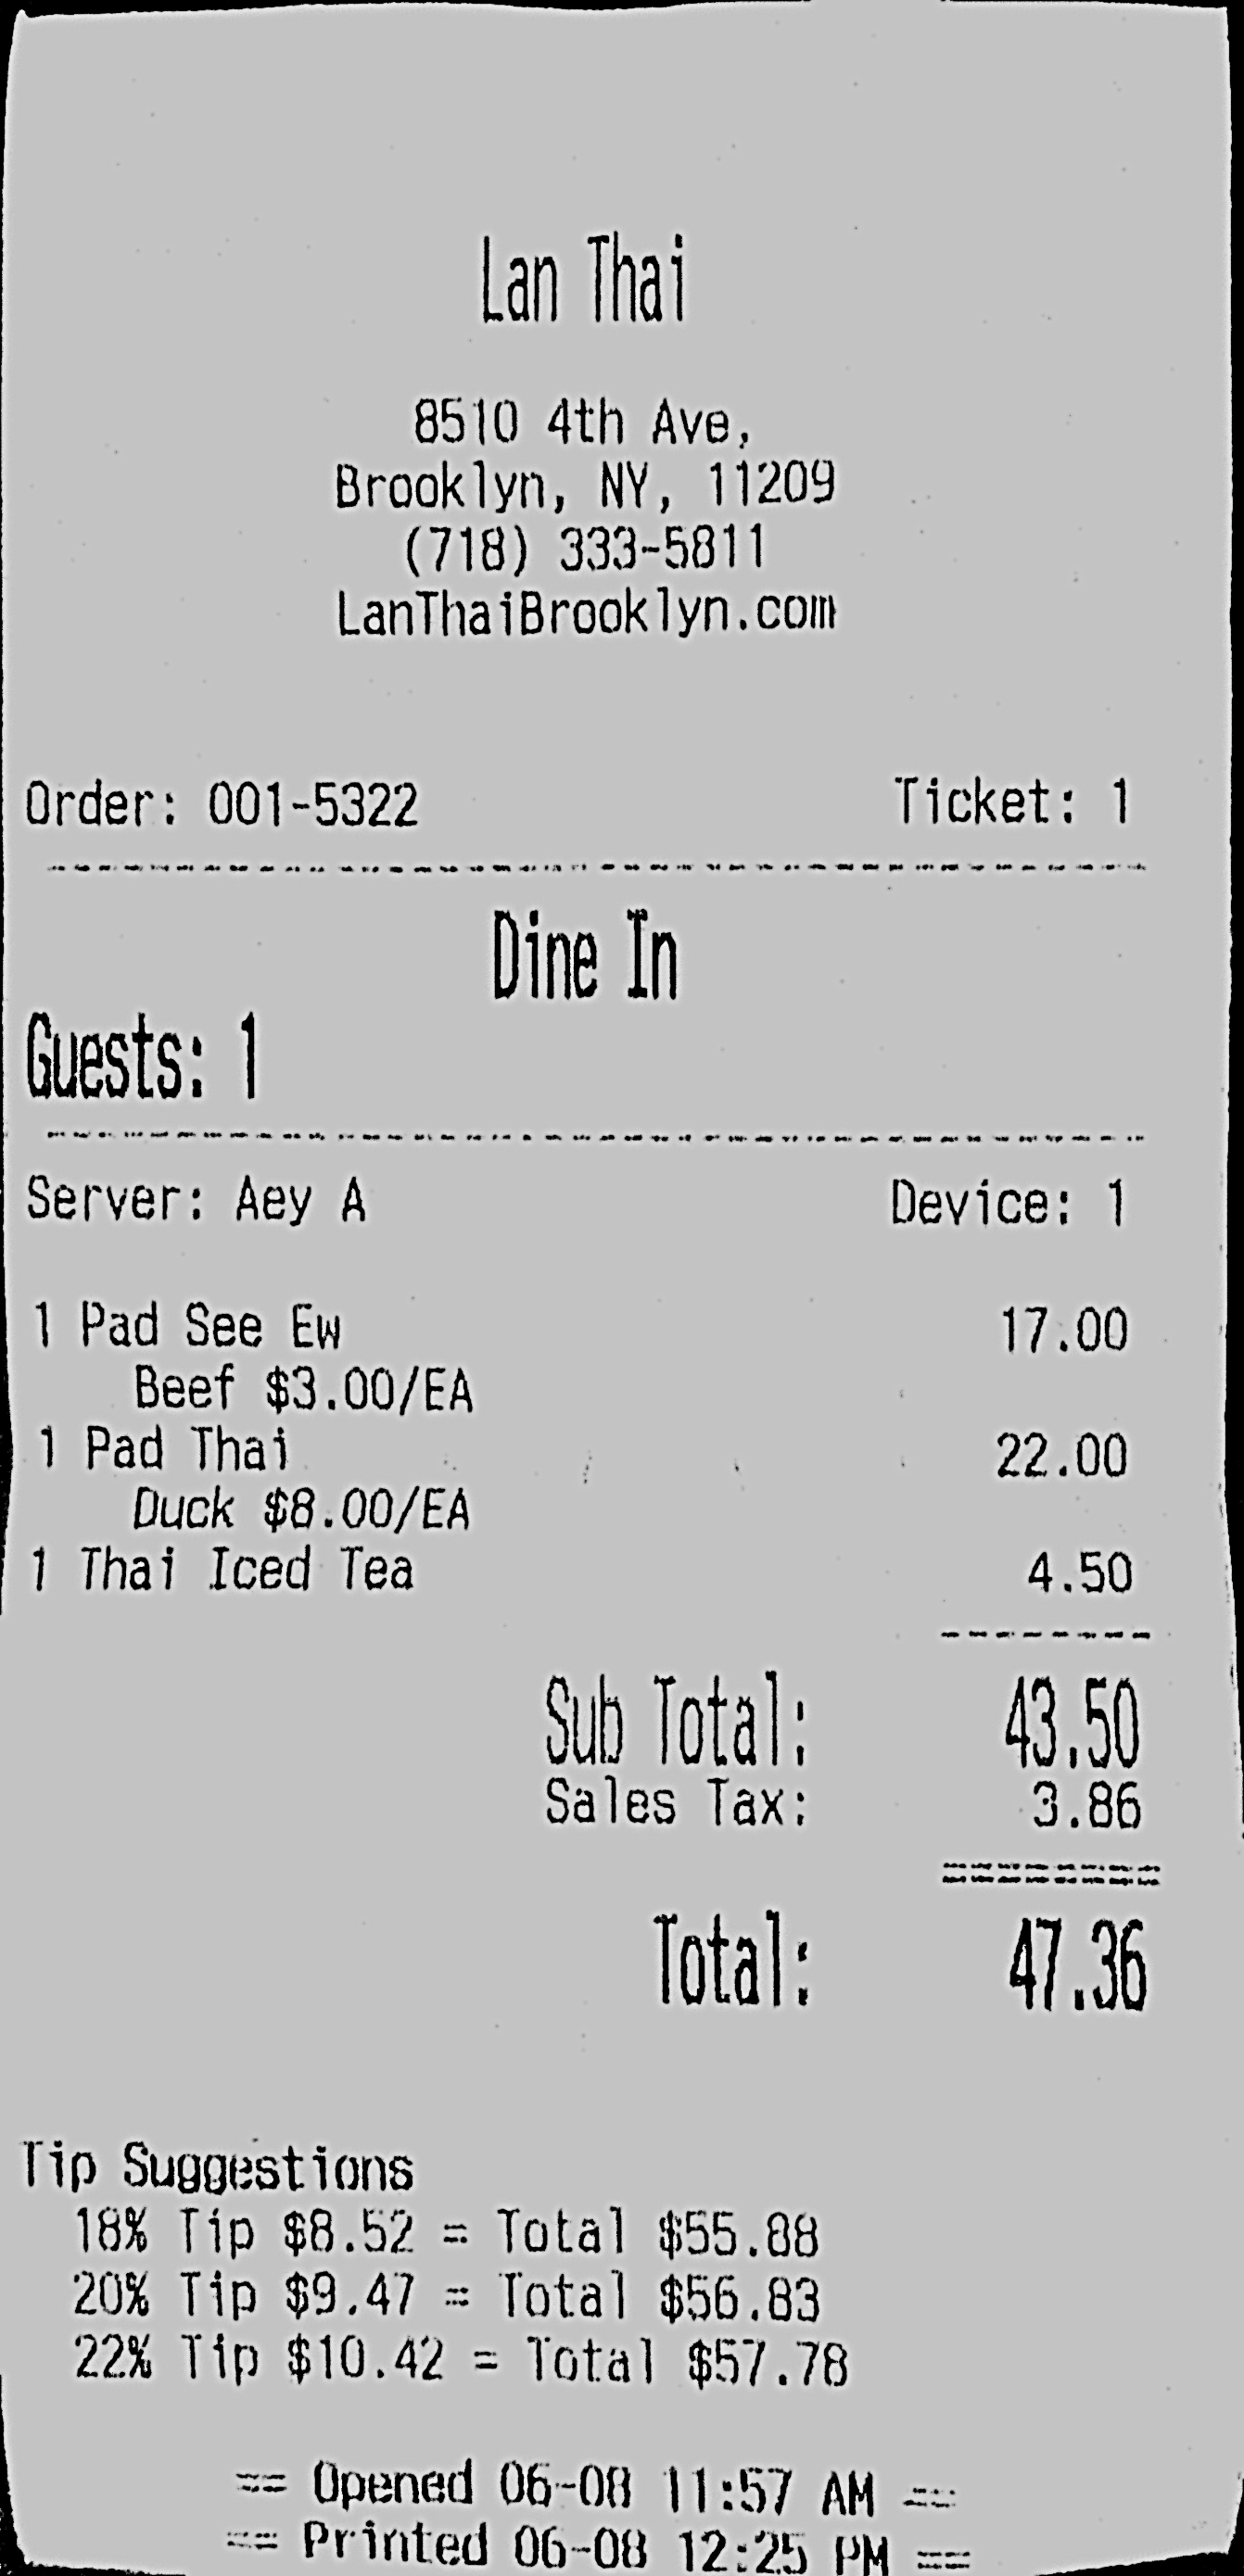 Lan Thai
8510 4th Ave,
Brooklyn, NY, 11209
(718) 333-5811
LanThaiBrooklyn.com
Order: 001-5322 Ticket: 1
Dine In
Guests: 1
Server: Aey A Device: 1
1 Pad See Ew 17.00
Beef $3.00/EA
1 Pad Thai 22.00
Duck $8.00/EA
1 Thai Iced Tea 4.50
Sub Total: 43.50
Sales Tax: 3.86
Total: 47.36
Tip Suggestions
18% Tip $8.52 = Total $55.88
20% Tip $9.47 = Total $56.83
22% Tip $10.42 = Total $57.78
== Opened 06-08 11:57 AM ==
== Printed 06-08 12:25 PM ==